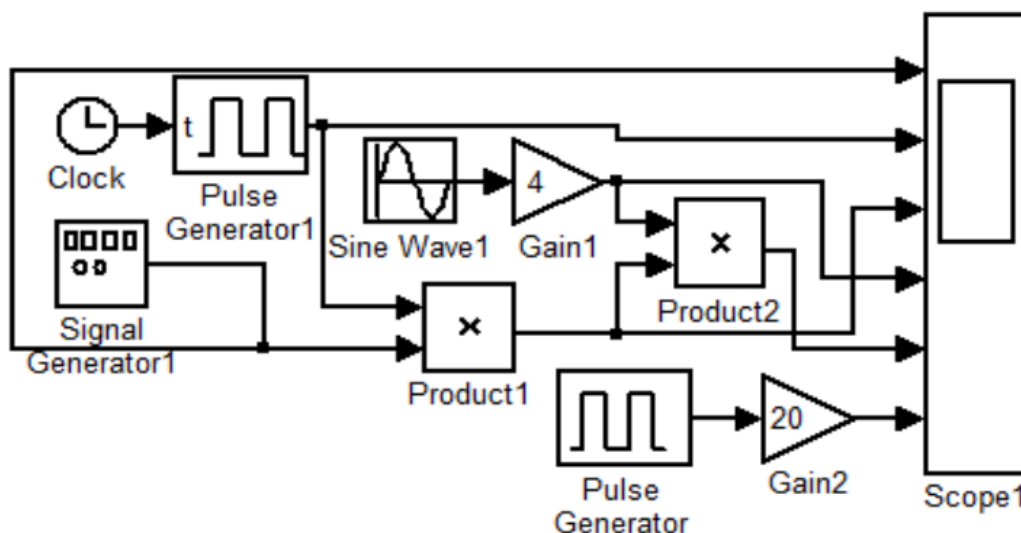 t
Clock
Pulse
Generator1
4
Sine Wave1
Gain1
×
Product2
Signal
Generator1
×
Product1
20
Pulse
Generator
Gain2
Scope1